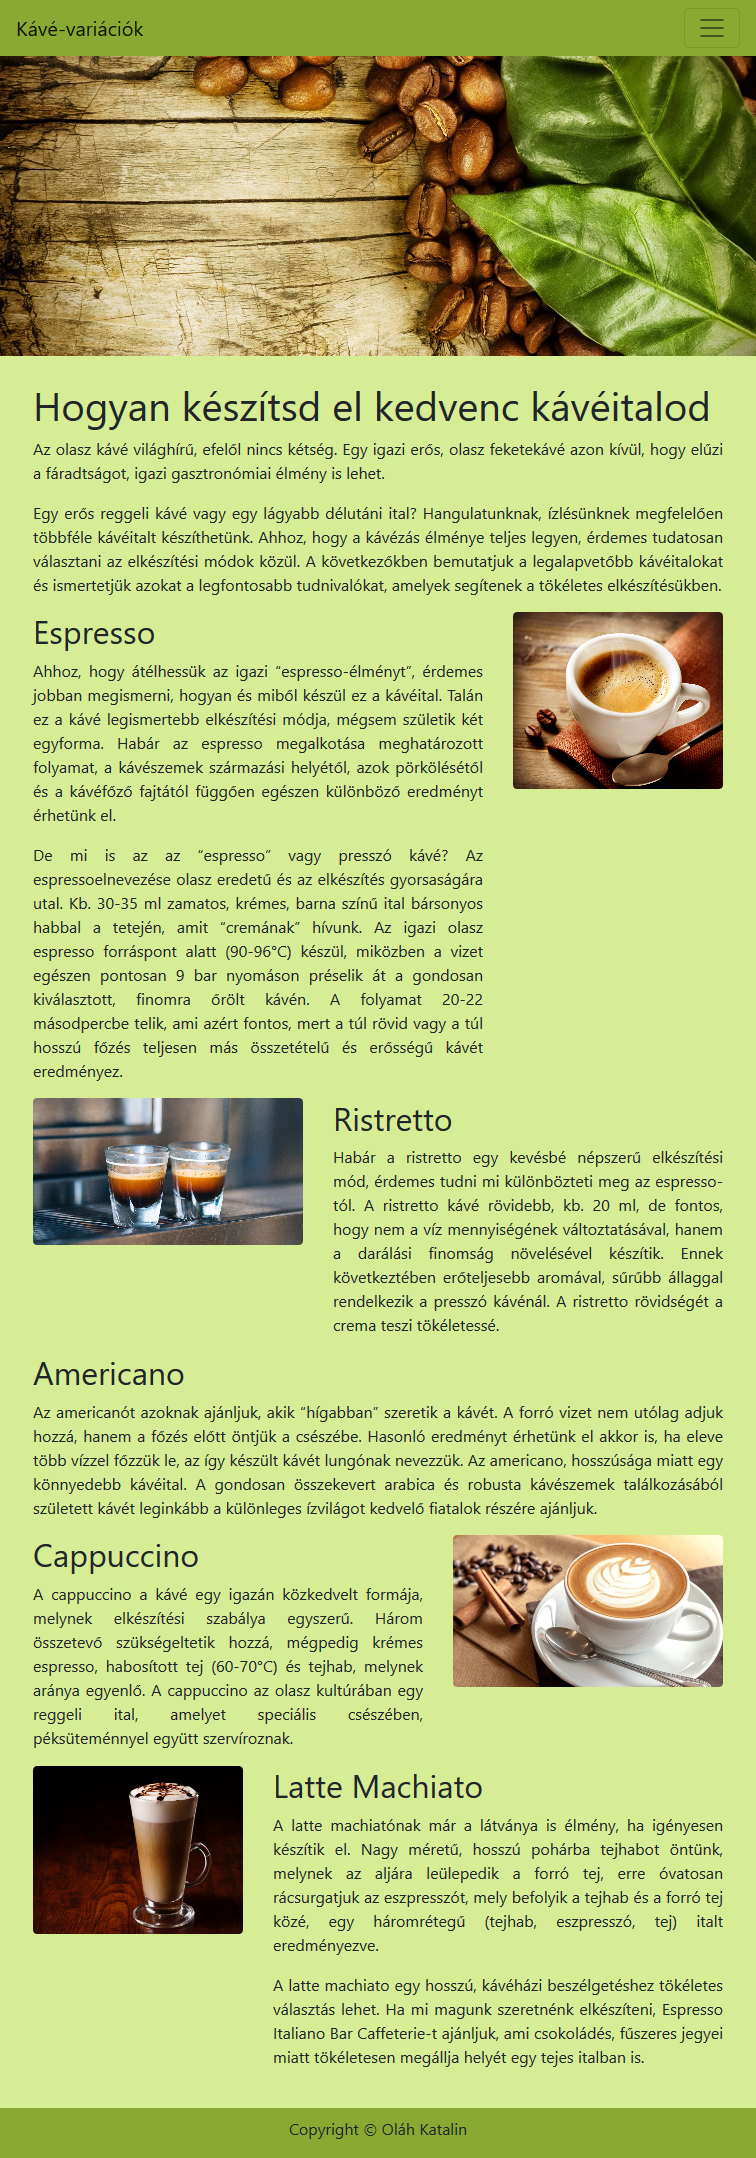 Kávé-variációk
Hogyan készítsd el kedvenc kávéitalod
Az olasz kávé világhírű, efelől nincs kétség. Egy igazi erős, olasz feketekávé azon kívül, hogy elűzi
a fáradtságot, igazi gasztronómiai élmény is lehet.
Egy erős reggeli kávé vagy egy lágyabb délutáni ital? Hangulatunknak, ízlésünknek megfelelően
többféle kávéitalt készíthetünk. Ahhoz, hogy a kávézás élménye teljes legyen, érdemes tudatosan
választani az elkészítési módok közül. A következőkben bemutatjuk a legalapvetőbb kávéitalokat
és ismertetjük azokat a legfontosabb tudnivalókat, amelyek segítenek a tökéletes elkészítésükben.
Espresso
Ahhoz, hogy átélhessük az igazi “espresso-élményt”, érdemes
jobban megismerni, hogyan és miből készül ez a kávéital. Talán
ez a kávé legismertebb elkészítési módja, mégsem születik két
egyforma. Habár az espresso megalkotása meghatározott
folyamat, a kávészemek származási helyétől, azok pörkölésétől
és a kávéfőző fajtától függően egészen különböző eredményt
érhetünk el.
De mi is az az “espresso” vagy presszó kávé? Az
espressoelnevezése olasz eredetű és az elkészítés gyorsaságára
utal. Kb. 30-35 ml zamatos, krémes, barna színű ital bársonyos
habbal a tetején, amit “cremának” hívunk. Az igazi olasz
espresso forráspont alatt (90-96°C) készül, miközben a vizet
egészen pontosan 9 bar nyomáson préselik át a gondosan
kiválasztott, finomra őrölt kávén. A folyamat 20-22
másodpercbe telik, ami azért fontos, mert a túl rövid vagy a túl
hosszú főzés teljesen más összetételű és erősségű kávét
eredményez.
Ristretto
Habár a ristretto egy kevésbé népszerű elkészítési
mód, érdemes tudni mi különbözteti meg az espresso-
tól. A ristretto kávé rövidebb, kb. 20 ml, de fontos,
hogy nem a víz mennyiségének változtatásával, hanem
a darálási finomság növelésével készítik. Ennek
következtében erőteljesebb aromával, sűrűbb állaggal
rendelkezik a presszó kávénál. A ristretto rövidségét a
crema teszi tökéletessé.
Americano
Az americanót azoknak ajánljuk, akik “hígabban” szeretik a kávét. A forró vizet nem utólag adjuk
hozzá, hanem a főzés előtt öntjük a csészébe. Hasonló eredményt érhetünk el akkor is, ha eleve
több vízzel főzzük le, az így készült kávét lungónak nevezzük. Az americano, hosszúsága miatt egy
könnyedebb kávéital. A gondosan összekevert arabica és robusta kávészemek találkozásából
született kávét leginkább a különleges ízvilágot kedvelő fiatalok részére ajánljuk.
Cappuccino
A cappuccino a kávé egy igazán közkedvelt formája,
melynek elkészítési szabálya egyszerű. Három
összetevő szükségeltetik hozzá, mégpedig krémes
espresso, habosított tej (60-70°C) és tejhab, melynek
aránya egyenlő. A cappuccino az olasz kultúrában egy
reggeli ital, amelyet speciális csészében,
péksüteménnyel együtt szervíroznak.
Latte Machiato
A latte machiatónak már a látványa is élmény, ha igényesen
készítik el. Nagy méretű, hosszú pohárba tejhabot öntünk,
melynek az aljára leülepedik a forró tej, erre óvatosan
rácsurgatjuk az eszpresszót, mely befolyik a tejhab és a forró tej
közé, egy háromrétegű (tejhab, eszpresszó, tej) italt
eredményezve.
A latte machiato egy hosszú, kávéházi beszélgetéshez tökéletes
választás lehet. Ha mi magunk szeretnénk elkészíteni, Espresso
Italiano Bar Caffeterie-t ajánljuk, ami csokoládés, fűszeres jegyei
miatt tökéletesen megállja helyét egy tejes italban is.
Copyright © Oláh Katalin